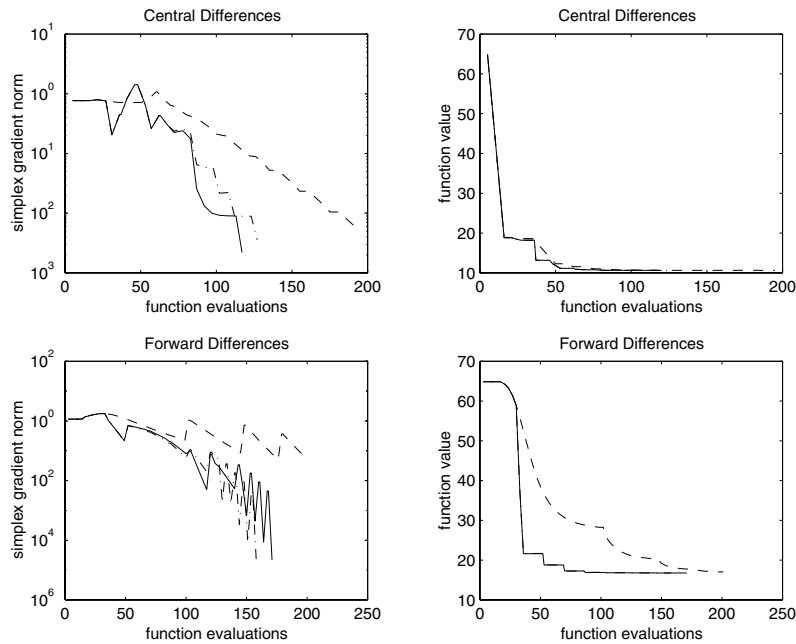 Central Differences
10^1
10^0
10^1
10^2
10^3
simplex gradient norm
0 50 100 150 200
function evaluations
Central Differences
70
60
50
40
30
20
10
function value
0 50 100 150 200
function evaluations
Forward Differences
10^2
10^0
10^2
10^4
10^6
simplex gradient norm
0 50 100 150 200 250
function evaluations
Forward Differences
70
60
50
40
30
20
10
function value
0 50 100 150 200 250
function evaluations